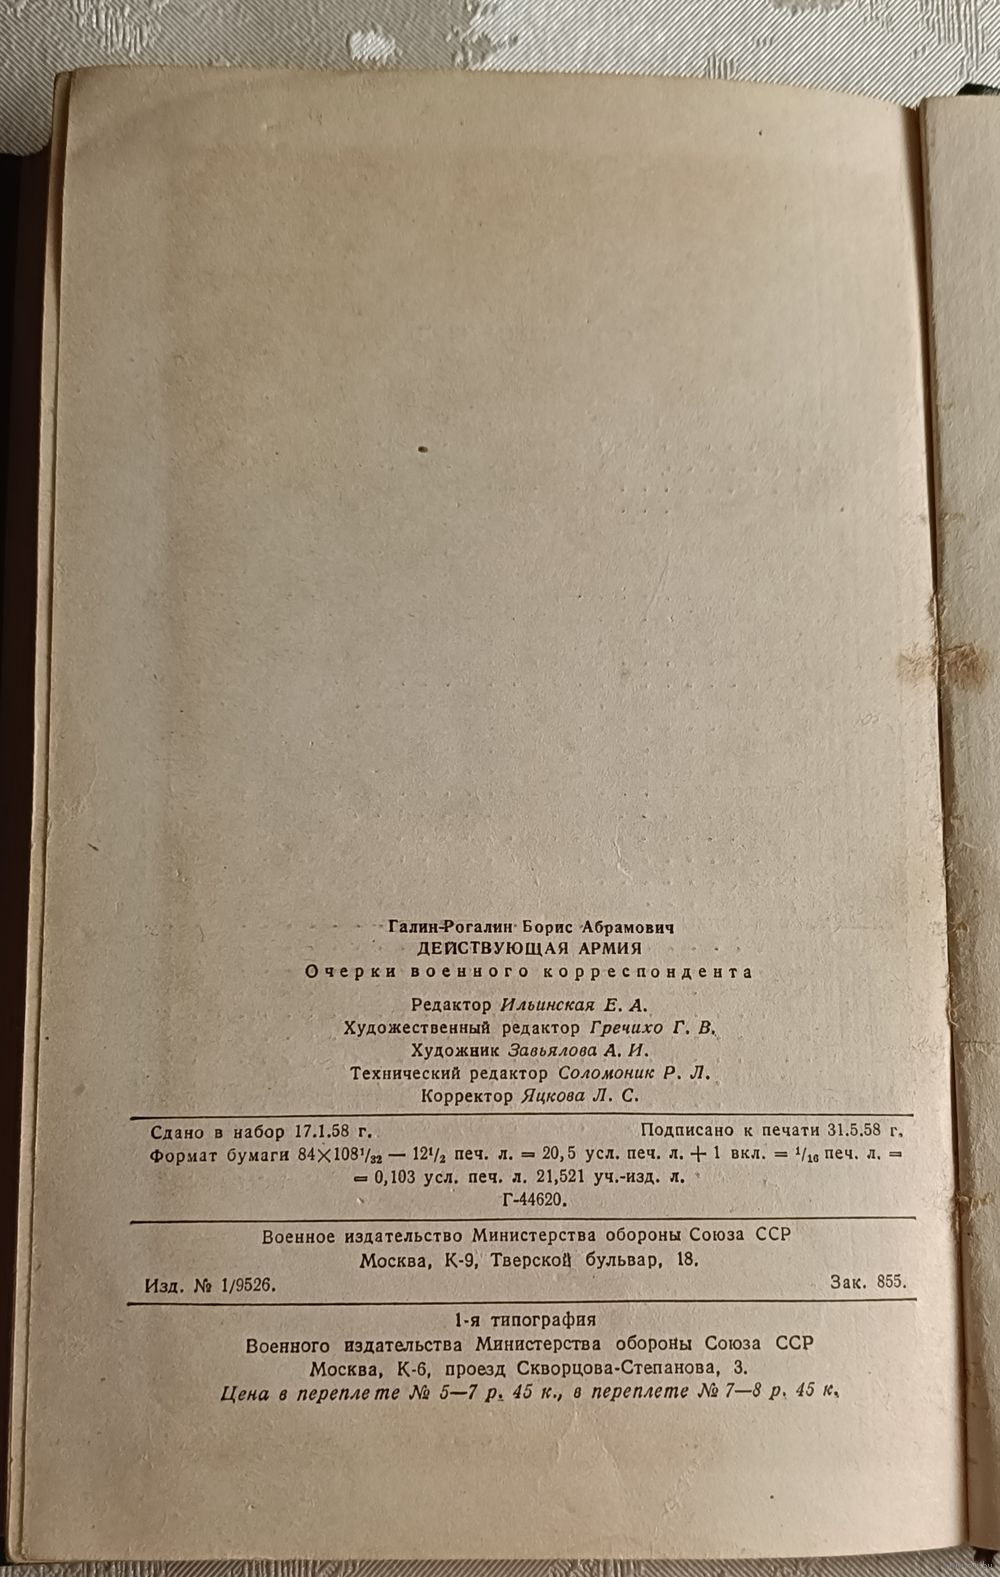 Галин-Рогалин Борис Абрамович
ДЕЙСТВУЮЩАЯ АРМИЯ
Очерки военного корреспондента
Редактор Ильинская Е. А.
Художественный редактор Гречихо Г. В.
Художник Завьялова А. И.
Технический редактор Соломоник Р. Л.
Корректор Яцкова Л. С.
Сдано в набор 17.1.58 г. Подписано к печати 31.5.58 г.
Формат бумаги 84×108¹/₃₂ — 12¹/₂ печ. л. = 20,5 усл. печ. л. + 1 вкл. = ¹/₁₆ печ. л. =
= 0,103 усл. печ. л. 21,521 уч.-изд. л.
Г-44620.
Военное издательство Министерства обороны Союза ССР
Москва, К-9, Тверской бульвар, 18.
Изд. № 1/9526. Зак. 855.
1-я типография
Военного издательства Министерства обороны Союза ССР
Москва, К-6, проезд Скворцова-Степанова, 3.
Цена в переплете № 5—7 р. 45 к., в переплете № 7—8 р. 45 к.